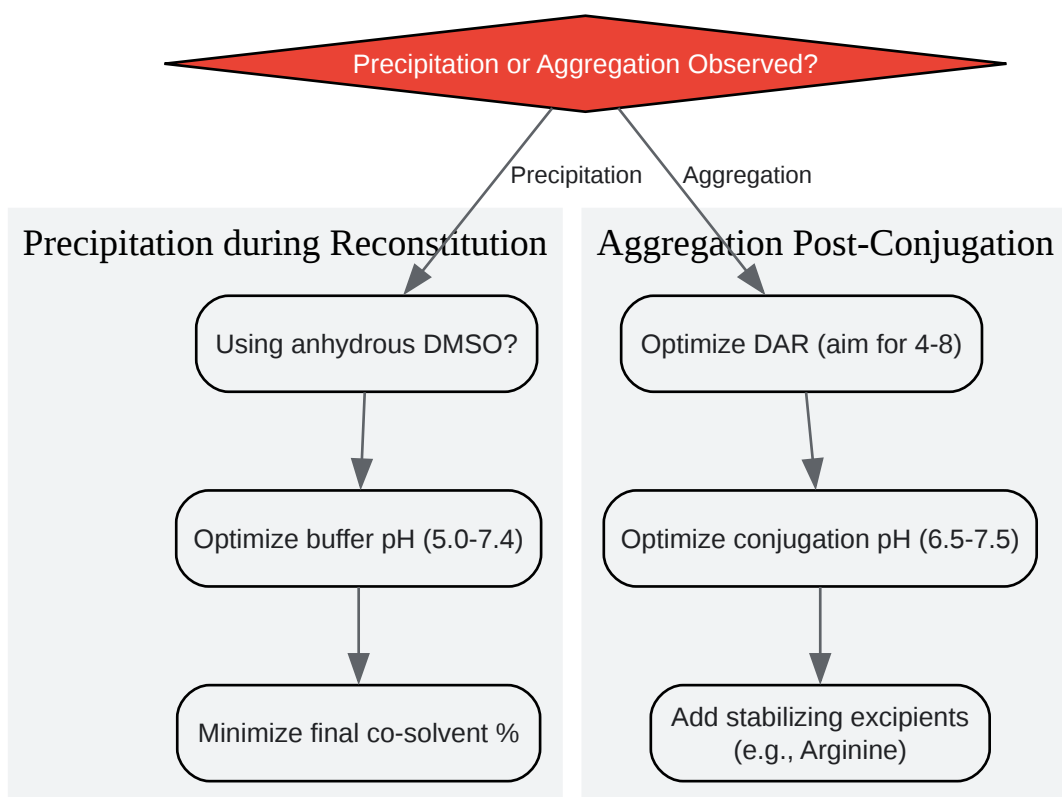 Precipitation or Aggregation Observed?
Precipitation
Aggregation
Precipitation during Reconstitution
Using anhydrous DMSO?
Optimize buffer pH (5.0-7.4)
Minimize final co-solvent %
Aggregation Post-Conjugation
Optimize DAR (aim for 4-8)
Optimize conjugation pH (6.5-7.5)
Add stabilizing excipients
(e.g., Arginine)